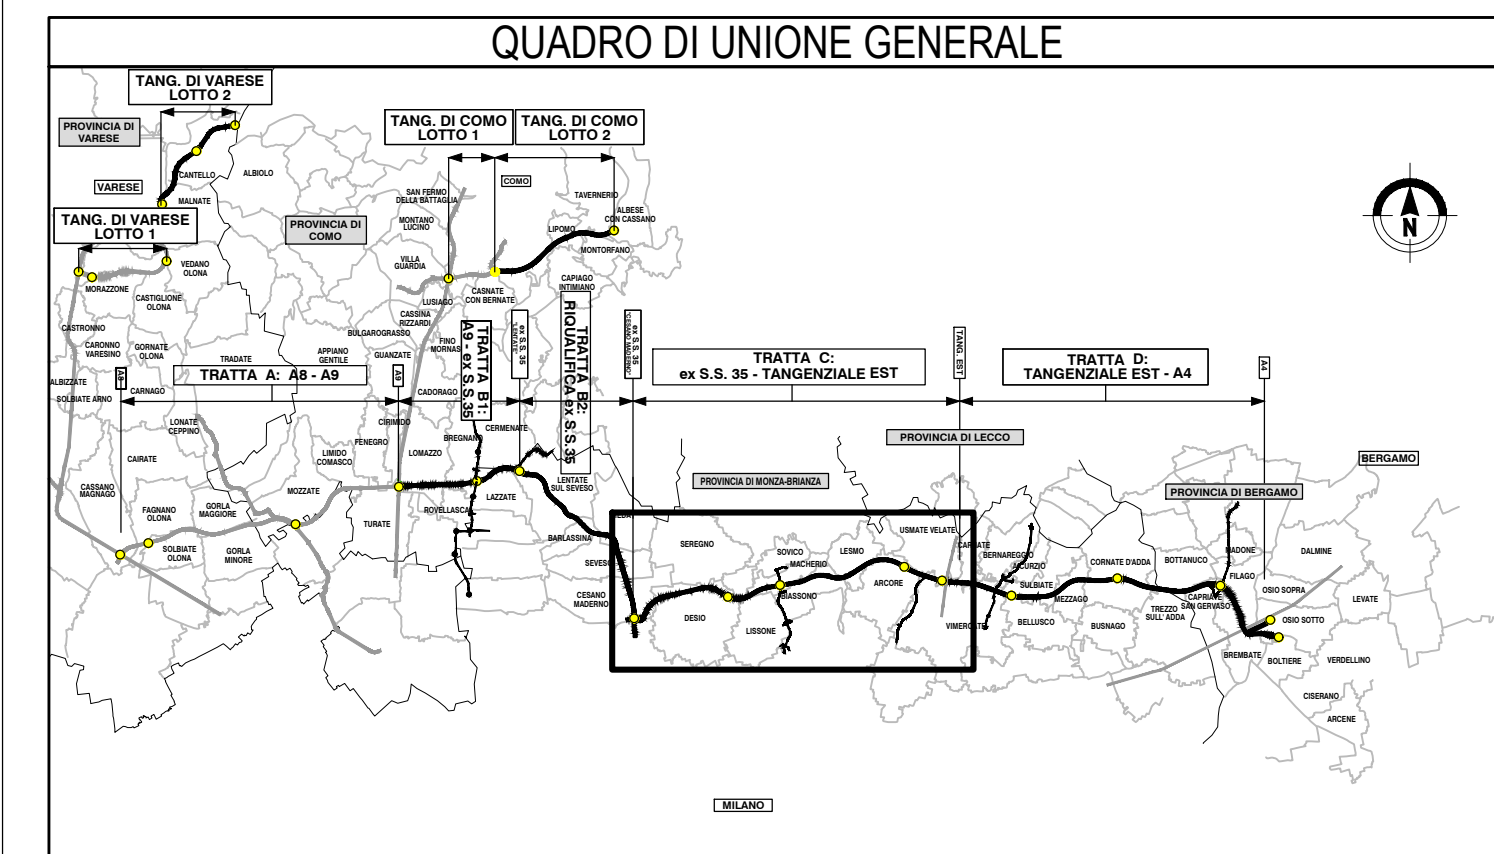 QUADRO DI UNIONE GENERALE
TANG. DI VARESE
LOTTO 2
PROVINCIA DI
VARESE
TANG. DI COMO
LOTTO 1
TANG. DI COMO
LOTTO 2
CANTELLO
ALBIOLO
VARESE
MALNATE
COMO
SAN FERMO
DELLA BATTAGLIA
TAVERNERIO
ALBESE
CON CASSANO
TANG. DI VARESE
LOTTO 1
PROVINCIA DI
COMO
MONTANO
LUCINO
LIPOMO
MONTORFANO
N
VEDANO
OLONA
VILLA
GUARDIA
MORAZZONE
CASTIGLIONE
OLONA
LUSIAGO
CASNATE
CON BERNATE
CAPIAGO
INTIMIANO
CASTRONNO
CASSINA
RIZZARDI
BULGAROGRASSO
CARONNO
VARESINO
GORNATE
OLONA
TRADATE
APPIANO
GENTILE
GUANZATE
FINO
MORNAS
TRATTA B1:
A9 - ex S.S.35
ex S.S. 35
"LENTATE"
TRATTA B2:
RIQUALIFICA ex S.S.35
ex S.S. 35
"CESANO MADERNO"
TRATTA C:
ex S.S. 35 - TANGENZIALE EST
TANG. EST
TRATTA D:
TANGENZIALE EST - A4
A4
ALBIZZATE
A8
CARNAGO
TRATTA A: A8 - A9
A9
SOLBIATE ARNO
CADORAGO
LONATE
CEPPINO
CIRIMIDO
FENEGRO
BREGNANO
CERMENATE
LOMAZZO
PROVINCIA DI LECCO
CAIRATE
LIMIDO
COMASCO
BERGAMO
CASSANO
MAGNAGO
MOZZATE
LAZZATE
LENTATE
SUL SEVESO
PROVINCIA DI MONZA-BRIANZA
PROVINCIA DI BERGAMO
FAGNANO
OLONA
GORLA
MAGGIORE
TURATE
ROVELLASCA
BARLASSINA
SEREGNO
USMATE VELATE
SOLBIATE
OLONA
GORLA
MINORE
SEVESO
SOVICO
MACHERIO
LESMO
BERNAREGGIO
AICURZIO
CORNATE D'ADDA
BOTTANUCO
MADONE
DALMINE
CESANO
MADERNO
BIASSONO
ARCORE
SULBIATE
MEZZAGO
FILAGO
OSIO SOPRA
LEVATE
DESIO
LISSONE
VIMERCATE
BELLUSCO
BUSNAGO
TREZZO
SULL' ADDA
SAN GERVASO
OSIO SOTTO
BREMBATE
BOLTIERE
VERDELLINO
CISERANO
ARCENE
MILANO